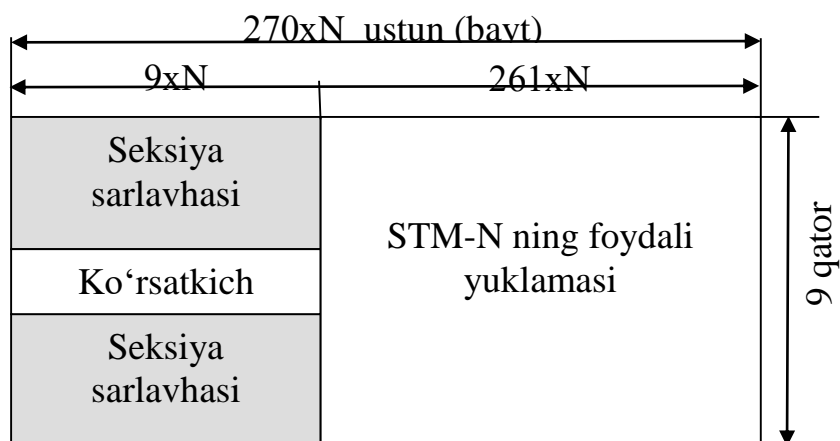 270xN ustun (bayt)
9xN
261xN
Seksiya
sarlavhasi
STM-N ning foydali
yuklamasi
Ko‘rsatkich
Seksiya
sarlavhasi
9 qator